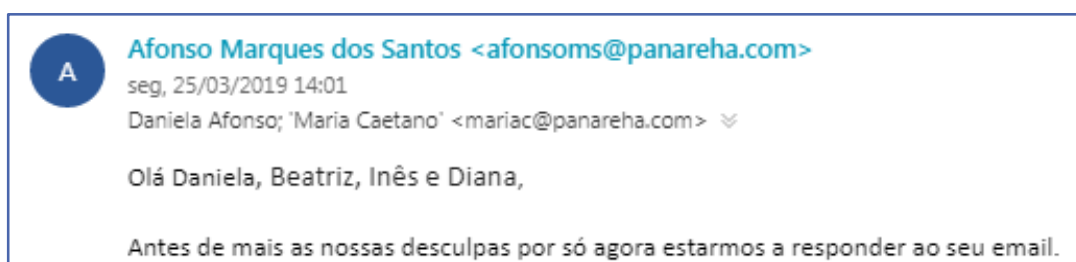 A
Afonso Marques dos Santos <afonsoms@panareha.com>
seg, 25/03/2019 14:01
Daniela Afonso; 'Maria Caetano' <mariac@panareha.com>
Olá Daniela, Beatriz, Inês e Diana,
Antes de mais as nossas desculpas por só agora estarmos a responder ao seu email.